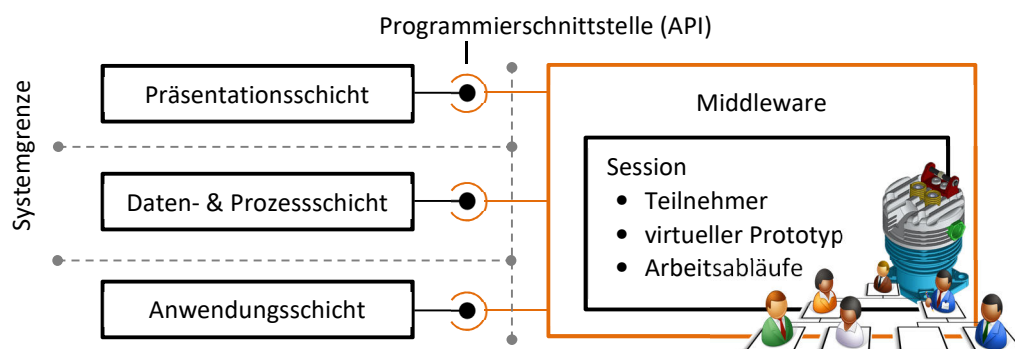 Programmierschnittstelle (API)
Systemgrenze
Präsentationsschicht
Daten- & Prozessschicht
Anwendungsschicht
Middleware
Session
• Teilnehmer
• virtueller Prototyp
• Arbeitsabläufe